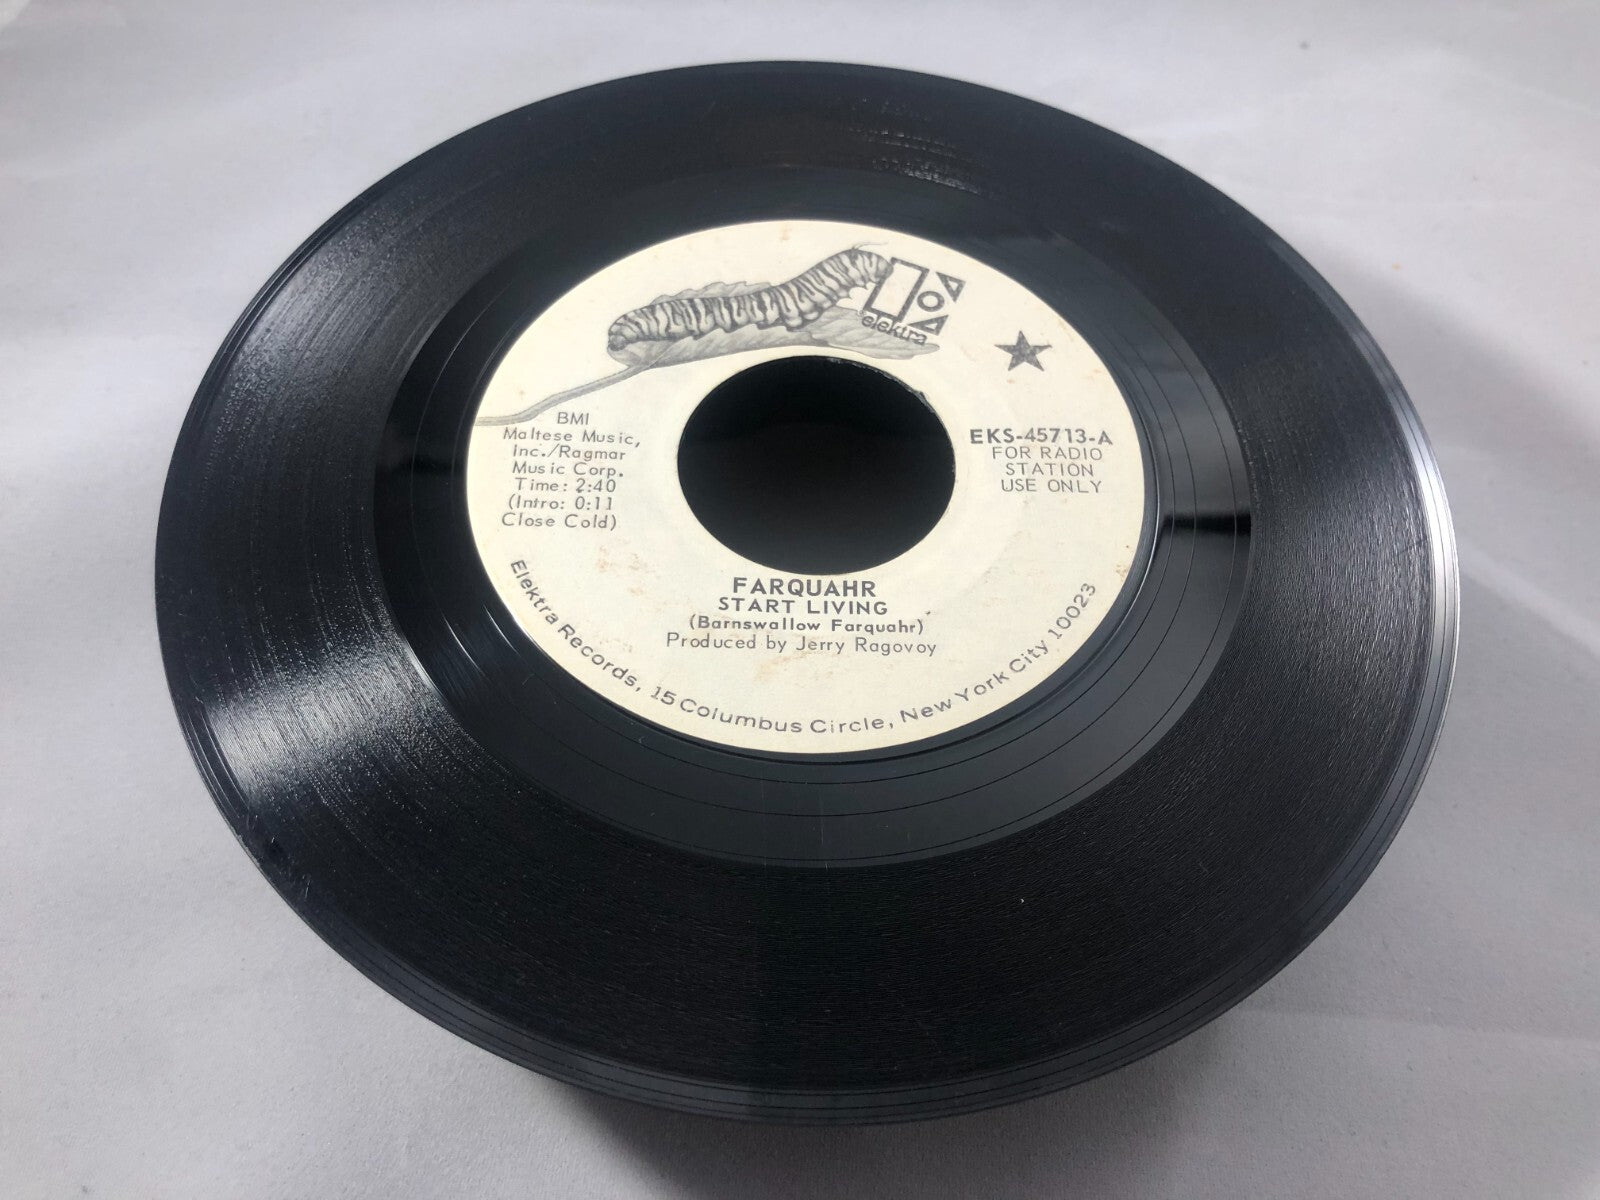 elektra
BMI
Maltese Music,
Inc./Ragmar
Music Corp.
Time: 2:40
(Intro: 0:11
Close Cold)
EKS-45713-A
FOR RADIO
STATION
USE ONLY
FARQUAHR
START LIVING
(Barnswallow Farquahr)
Produced by Jerry Ragovoy
Elektra Records, 15 Columbus Circle, New York City 10023